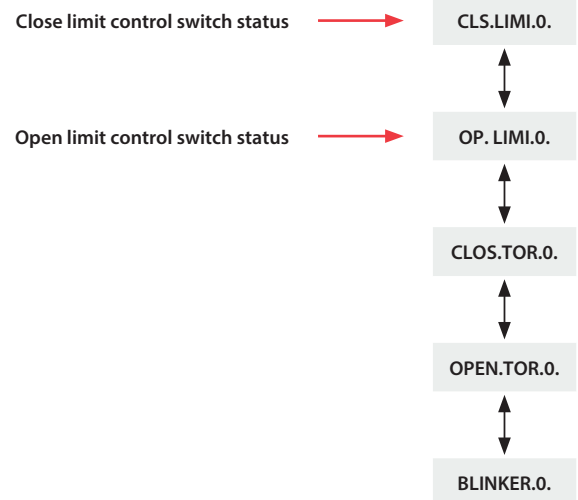 Close limit control switch status
CLS.LIMI.0.
Open limit control switch status
OP. LIMI.0.
CLOS.TOR.0.
OPEN.TOR.0.
BLINKER.0.